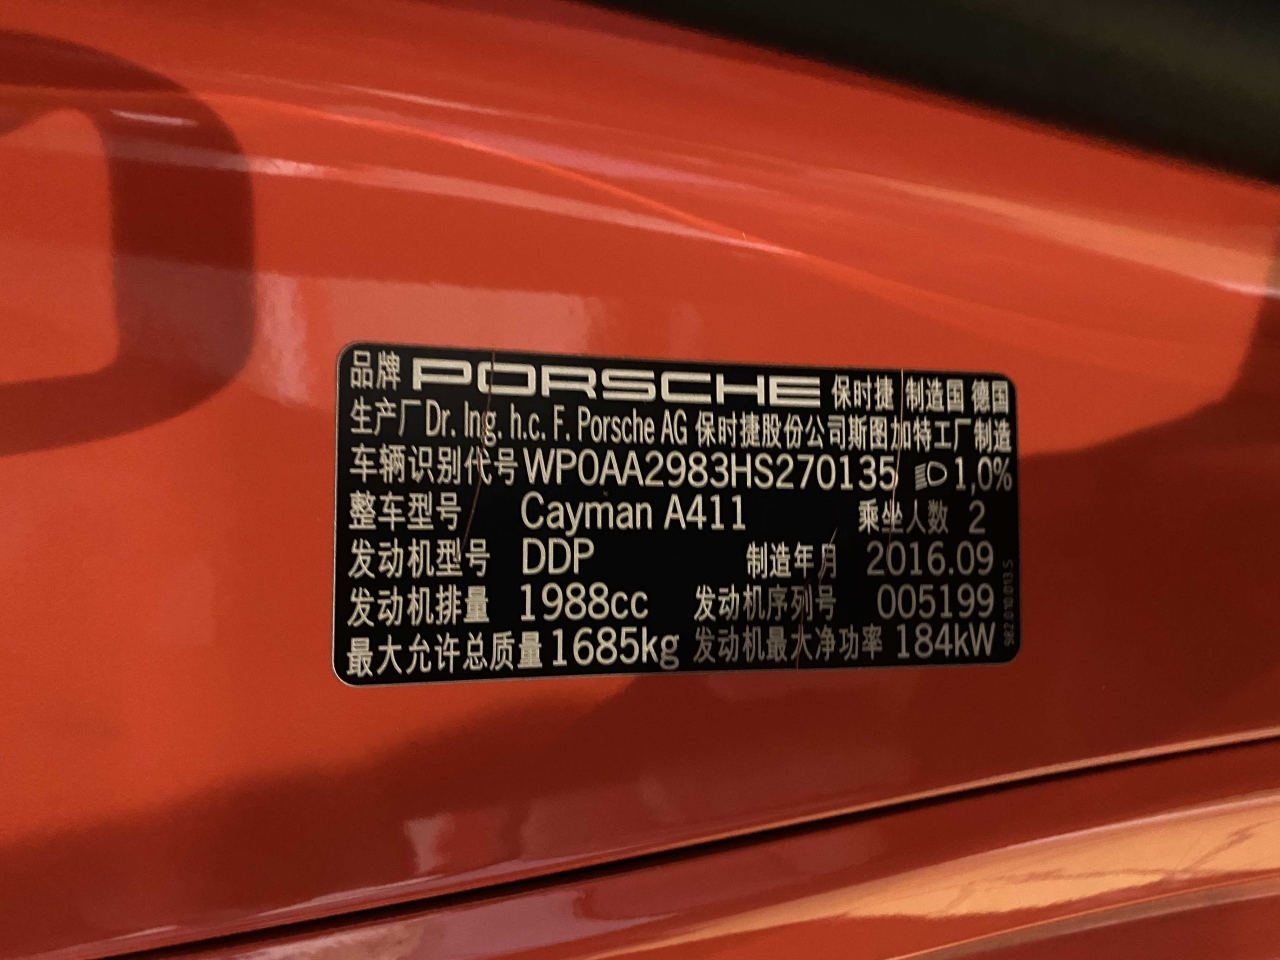 品牌 PORSCHE 保时捷 制造国 德国
生产厂 Dr. Ing. h.c. F. Porsche AG 保时捷股份公司斯图加特工厂制造
车辆识别代号 WP0AA2983HS270135 1,0%
整车型号 Cayman A411 乘坐人数 2
发动机型号 DDP 制造年月 2016.09
发动机排量 1988cc 发动机序列号 005199
最大允许总质量 1685kg 发动机最大净功率 184kW